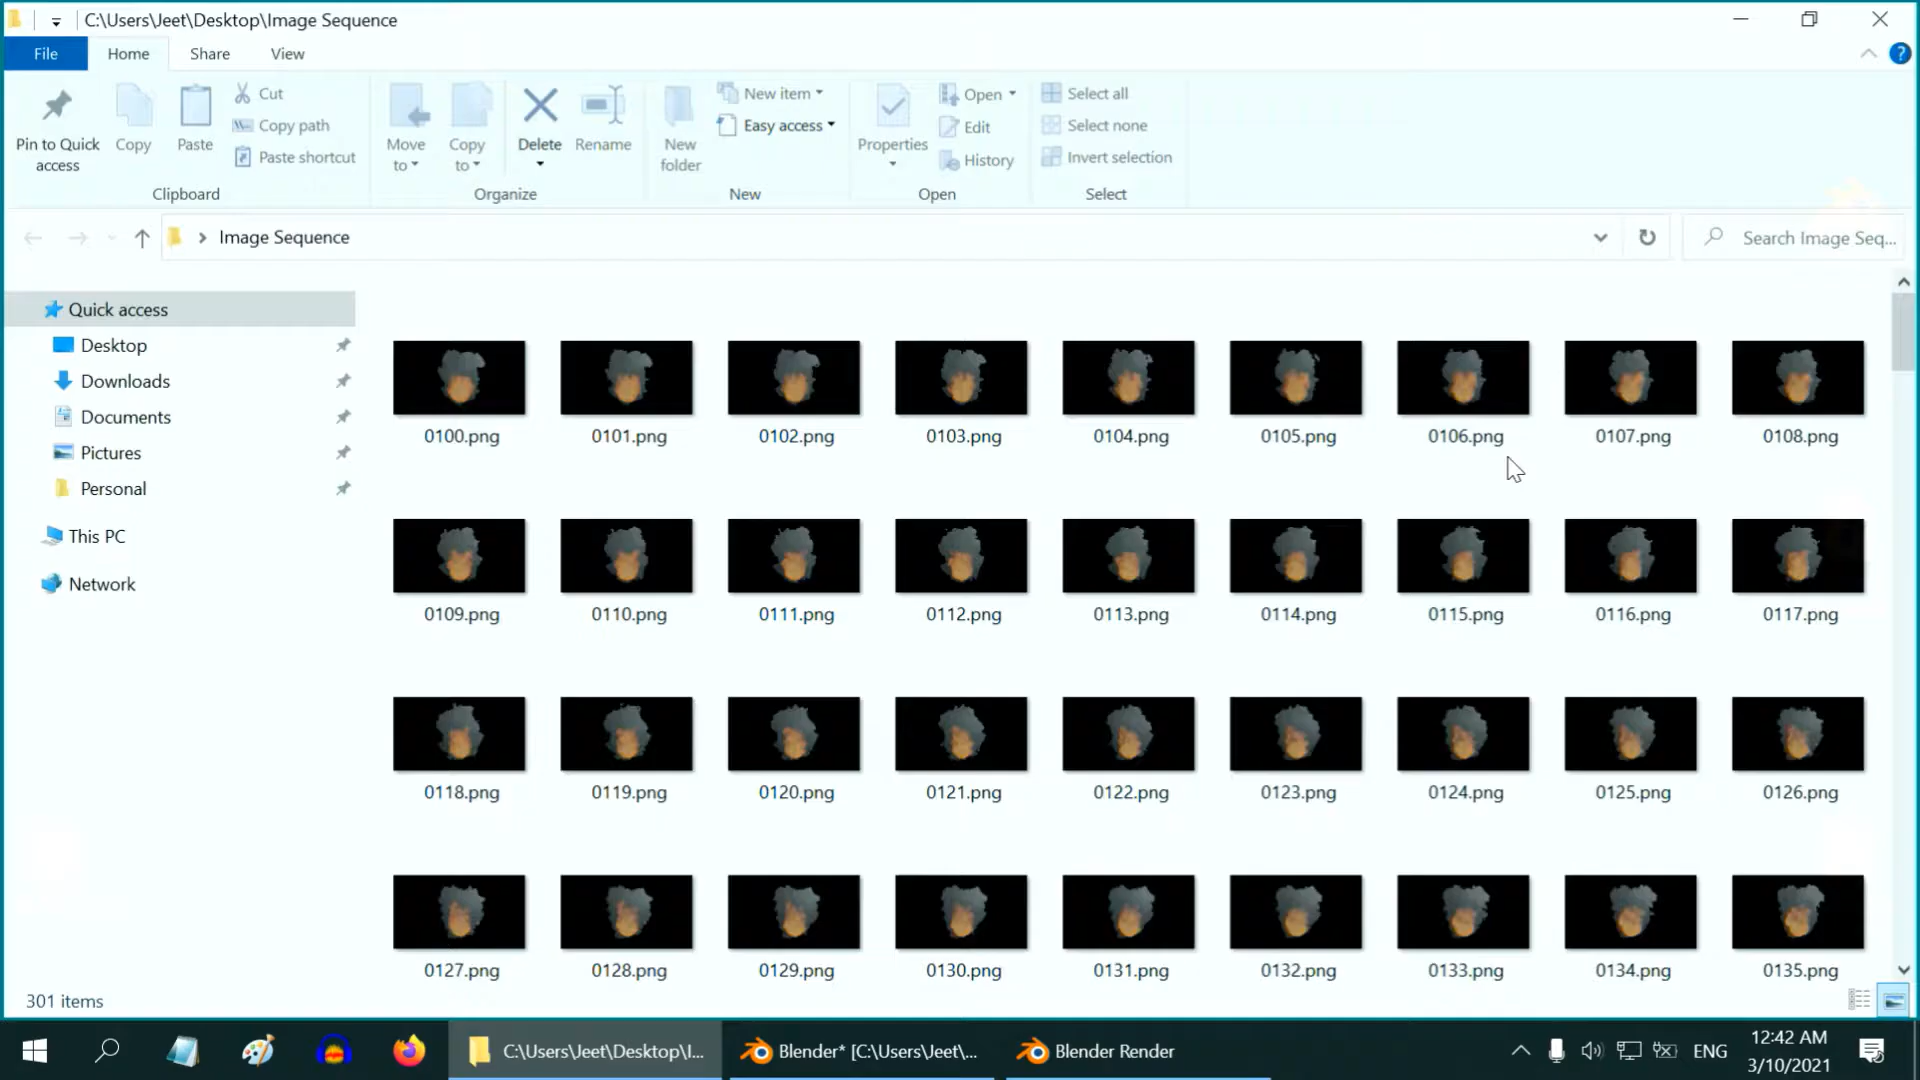 C:\Users\Jeet\Desktop\Image Sequence
File
Home
Share
View
Pin to Quick
access
Copy
Paste
Cut
Copy path
Paste shortcut
Clipboard
Move
to
Copy
to
Delete
Rename
Organize
New
folder
New item
Easy access
New
Properties
Open
Edit
History
Open
Select all
Select none
Invert selection
Select
Image Sequence
Search Image Seq...
Quick access
Desktop
Downloads
Documents
Pictures
Personal
This PC
Network
0100.png
0101.png
0102.png
0103.png
0104.png
0105.png
0106.png
0107.png
0108.png
0109.png
0110.png
0111.png
0112.png
0113.png
0114.png
0115.png
0116.png
0117.png
0118.png
0119.png
0120.png
0121.png
0122.png
0123.png
0124.png
0125.png
0126.png
0127.png
0128.png
0129.png
0130.png
0131.png
0132.png
0133.png
0134.png
0135.png
301 items
C:\Users\Jeet\Desktop\I...
Blender* [C:\Users\Jeet\...
Blender Render
ENG
12:42 AM
3/10/2021